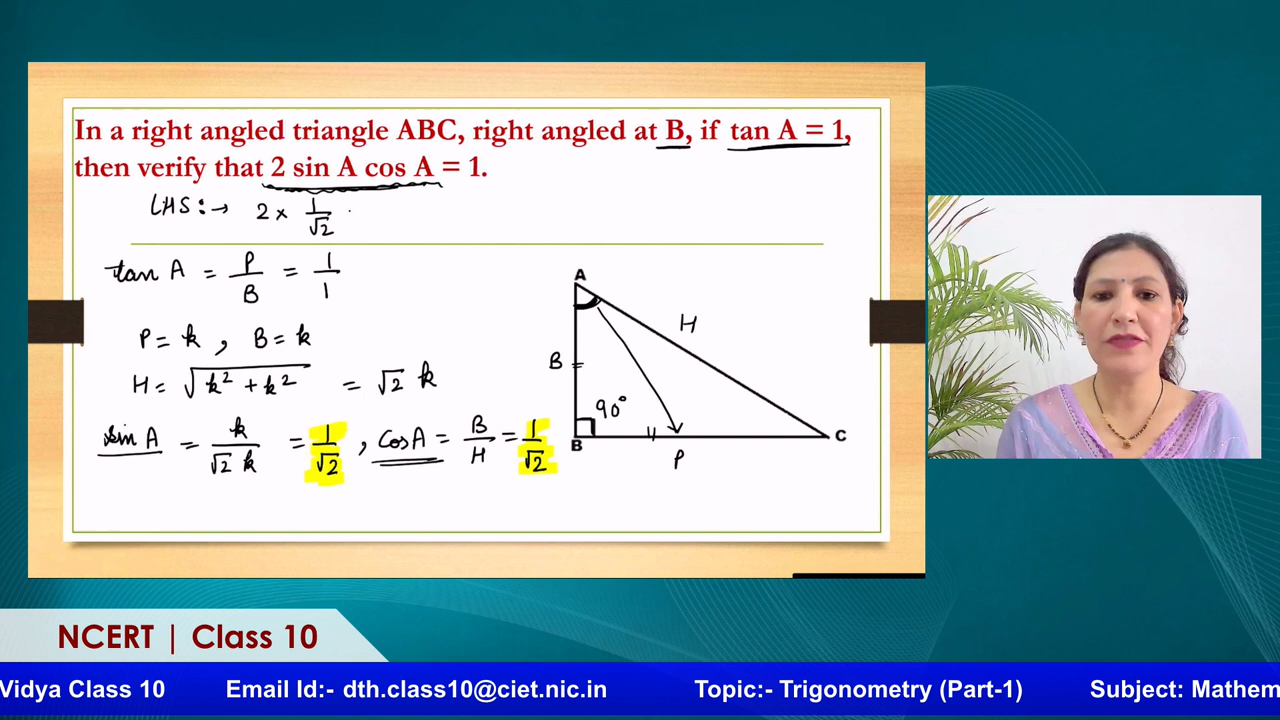 In a right angled triangle ABC, right angled at B, if tan A = 1,
then verify that 2 sin A cos A = 1.
LHS:→ 2 × 1/√2
tan A = P/B = 1/1
P = k , B = k
H = √(k² + k²) = √2 k
sin A = k/(√2 k) = 1/√2 , cos A = B/H = 1/√2
A
H
B
90°
B
C
P
NCERT | Class 10
Vidya Class 10 Email Id:- dth.class10@ciet.nic.in Topic:- Trigonometry (Part-1) Subject: Mathem